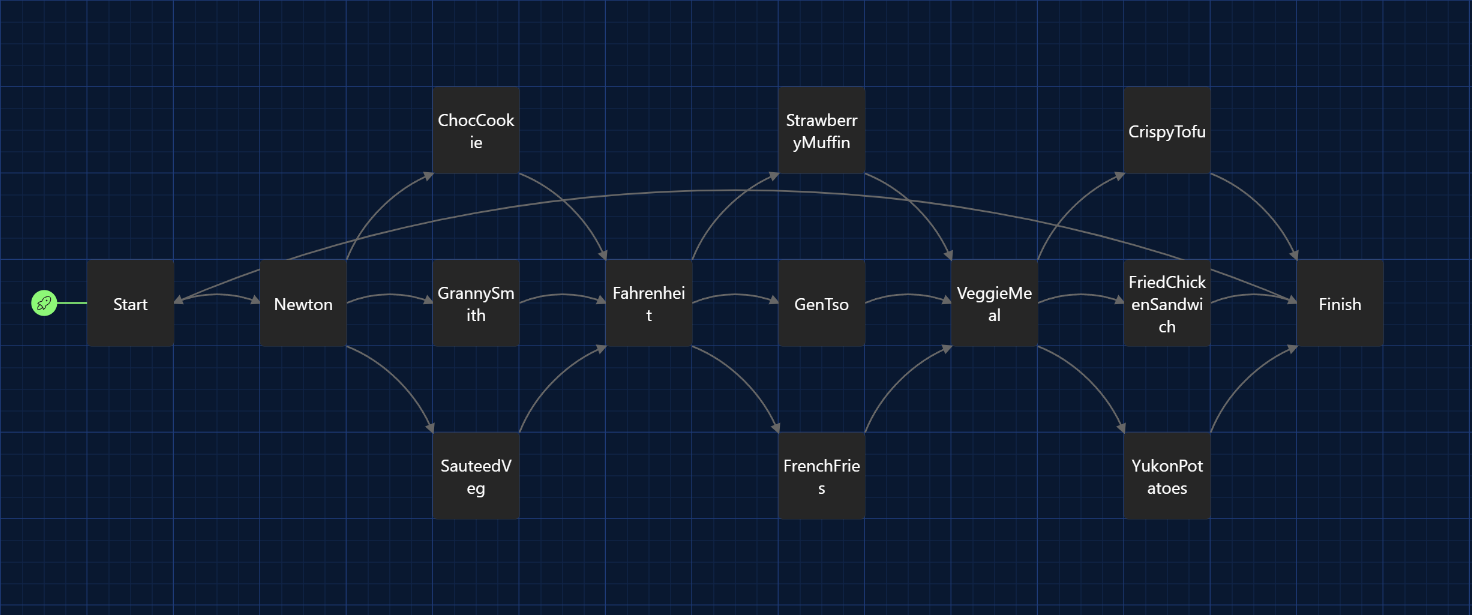 ChocCook
ie
Strawberr
yMuffin
CrispyTofu
Start
Newton
GrannySm
ith
Fahrenhei
t
GenTso
VeggieMe
al
FriedChick
enSandwi
ch
Finish
SauteedV
eg
FrenchFrie
s
YukonPot
atoes